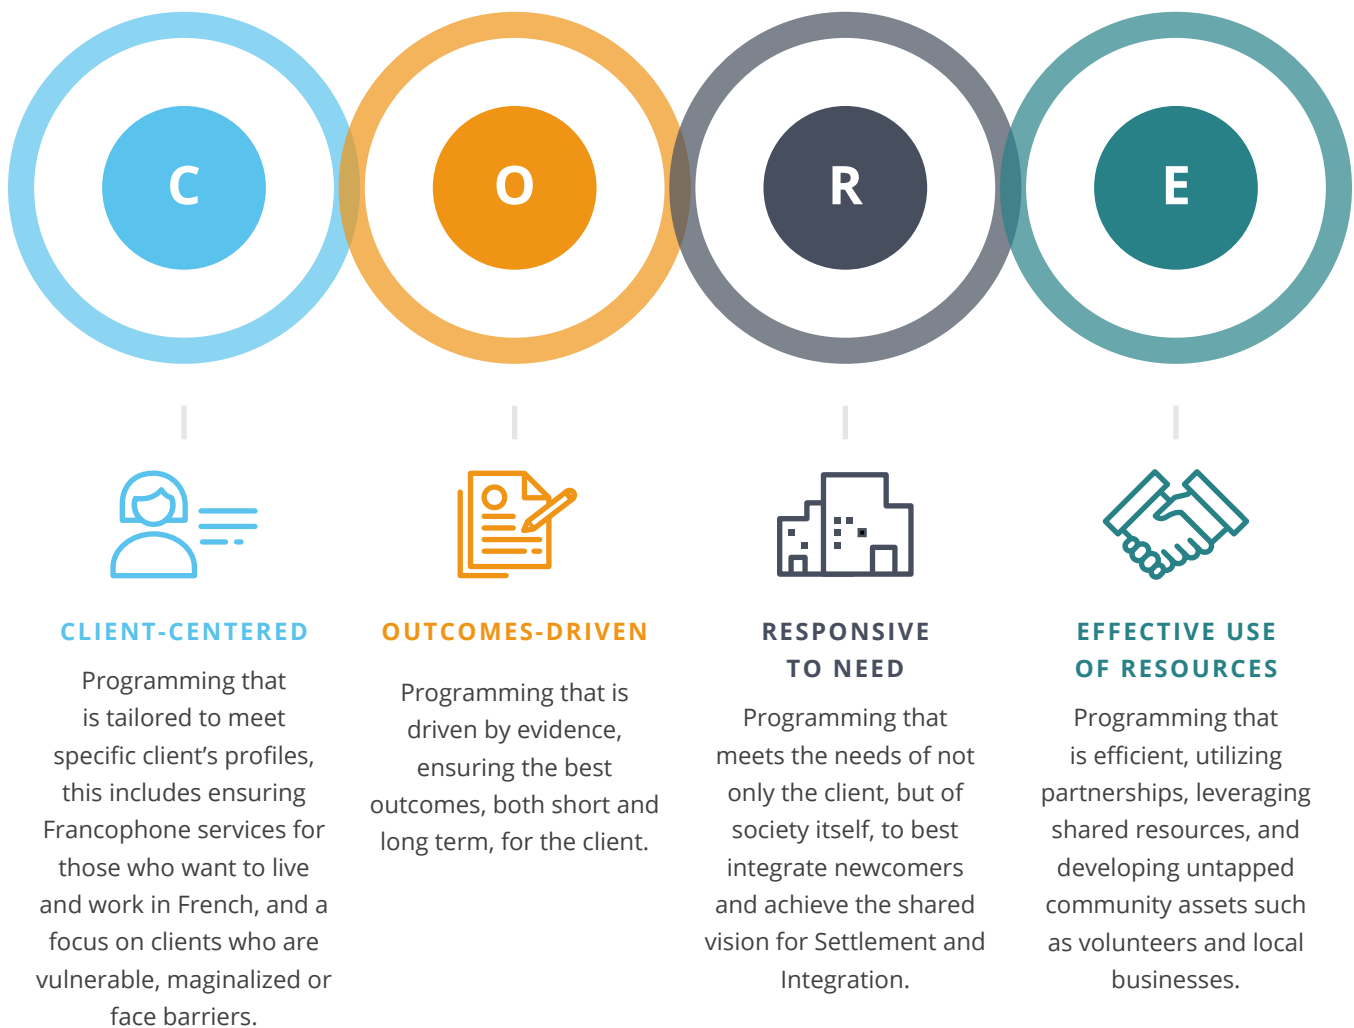 C
O
R
E
CLIENT-CENTERED
Programming that
is tailored to meet
specific client’s profiles,
this includes ensuring
Francophone services for
those who want to live
and work in French, and a
focus on clients who are
vulnerable, maginalized or
face barriers.
OUTCOMES-DRIVEN
Programming that is
driven by evidence,
ensuring the best
outcomes, both short and
long term, for the client.
RESPONSIVE
TO NEED
Programming that
meets the needs of not
only the client, but of
society itself, to best
integrate newcomers
and achieve the shared
vision for Settlement and
Integration.
EFFECTIVE USE
OF RESOURCES
Programming that
is efficient, utilizing
partnerships, leveraging
shared resources, and
developing untapped
community assets such
as volunteers and local
businesses.